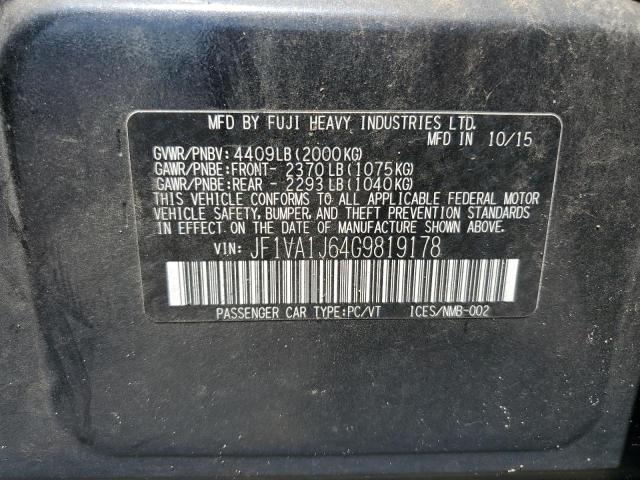 MFD BY FUJI HEAVY INDUSTRIES LTD.
MFD IN 10/15
GVWR/PNBV: 4409LB(2000KG)
GAWR/PNBE:FRONT- 2370LB(1075KG)
GAWR/PNBE:REAR - 2293LB(1040KG)
THIS VEHICLE CONFORMS TO ALL APPLICABLE FEDERAL MOTOR
VEHICLE SAFETY, BUMPER, AND THEFT PREVENTION STANDARDS
IN EFFECT ON THE DATE OF MANUFACTURE SHOWN ABOVE.
VIN: JF1VA1J64G9819178
PASSENGER CAR TYPE:PC/VT ICES/NMB-002